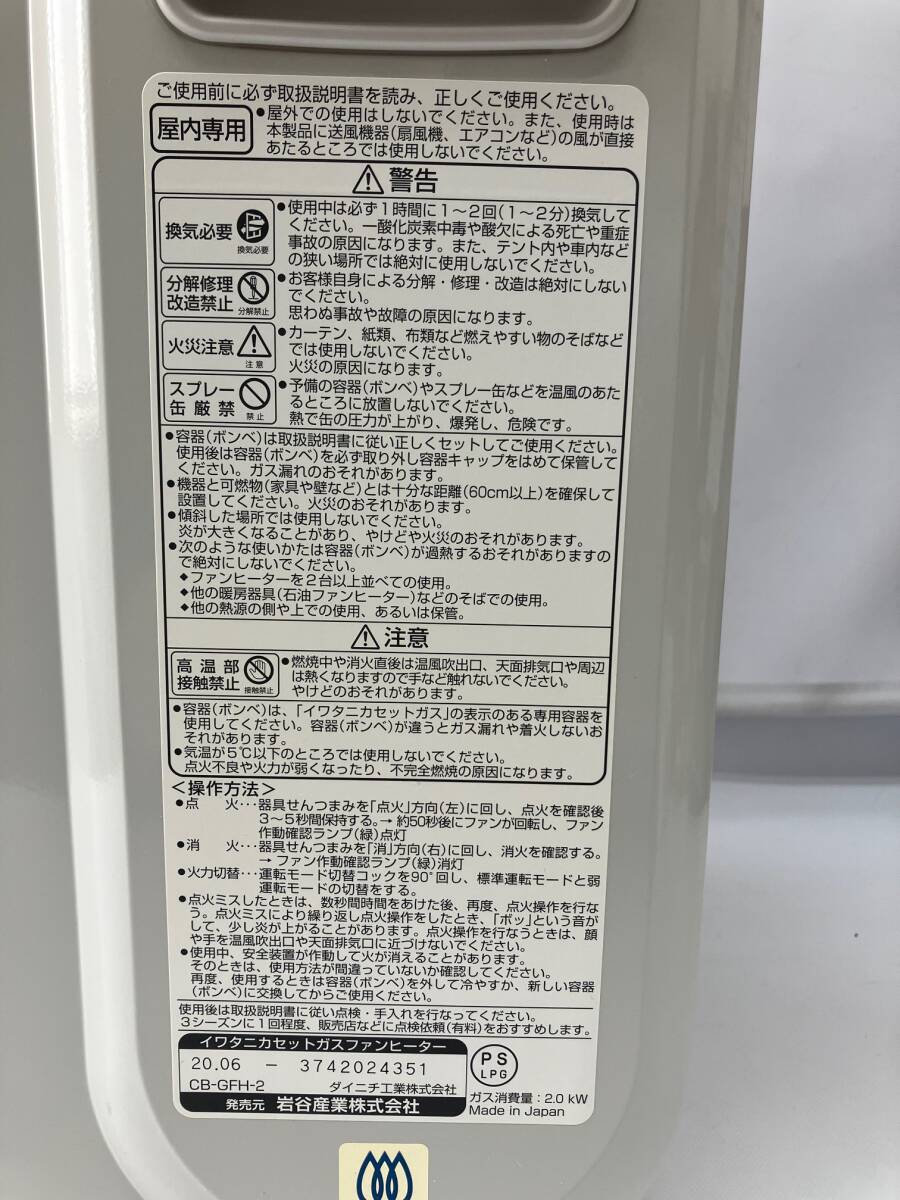 ご使用前に必ず取扱説明書を読み、正しくご使用ください。
屋内専用
●屋外での使用はしないでください。また、使用時は
本製品に送風機器(扇風機、エアコンなど)の風が直接
あたるところでは使用しないでください。
警告
換気必要
換気必要
●使用中は必ず1時間に1〜2回(1〜2分)換気して
ください。一酸化炭素中毒や酸欠による死亡や重症
事故の原因になります。また、テント内や車内など
の狭い場所では絶対に使用しないでください。
分解修理
改造禁止
分解禁止
●お客様自身による分解・修理・改造は絶対にしない
でください。
思わぬ事故や故障の原因になります。
火災注意
注意
●カーテン、紙類、布類など燃えやすい物のそばなど
では使用しないでください。
火災の原因になります。
スプレー
缶厳禁
禁止
●予備の容器(ボンベ)やスプレー缶などを温風のあた
るところに放置しないでください。
熱で缶の圧力が上がり、爆発し、危険です。
●容器(ボンベ)は取扱説明書に従い正しくセットしてご使用ください。
使用後は容器(ボンベ)を必ず取り外し容器キャップをはめて保管して
ください。ガス漏れのおそれがあります。
●機器と可燃物(家具や壁など)とは十分な距離(60cm以上)を確保して
設置してください。火災のおそれがあります。
●傾斜した場所では使用しないでください。
炎が大きくなることがあり、やけどや火災のおそれがあります。
●次のような使いかたは容器(ボンベ)が過熱するおそれがありますの
で絶対にしないでください。
◆ファンヒーターを2台以上並べての使用。
◆他の暖房器具(石油ファンヒーター)などのそばでの使用。
◆他の熱源の側や上での使用、あるいは保管。
注意
高温部
接触禁止
接触禁止
●燃焼中や消火直後は温風吹出口、天面排気口や周辺
は熱くなりますので手など触れないでください。
やけどのおそれがあります。
●容器(ボンベ)は、「イワタニカセットガス」の表示のある専用容器を
使用してください。容器(ボンベ)が違うとガス漏れや着火しないお
それがあります。
●気温が5℃以下のところでは使用しないでください。
点火不良や火力が弱くなったり、不完全燃焼の原因になります。
<操作方法>
●点　火･･･器具せんつまみを「点火」方向(左)に回し、点火を確認後
3〜5秒間保持する。→ 約50秒後にファンが回転し、ファン
作動確認ランプ(緑)点灯
●消　火･･･器具せんつまみを「消」方向(右)に回し、消火を確認する。
→ ファン作動確認ランプ(緑)消灯
●火力切替･･･運転モード切替コックを90°回し、標準運転モードと弱
運転モードの切替をする。
●点火ミスしたときは、数秒間時間をあけた後、再度、点火操作を行な
う。点火ミスにより繰り返し点火操作をしたとき、「ボッ」という音が
して、少し炎が上がることがあります。点火操作を行なうときは、顔
や手を温風吹出口や天面排気口に近づけないでください。
●使用中、安全装置が作動して火が消えることがあります。
そのときは、使用方法が間違っていないか確認してください。
再度、使用するときは容器(ボンベ)を外して冷やすか、新しい容器
(ボンベ)に交換してからご使用ください。
使用後は取扱説明書に従い点検・手入れを行なってください。
3シーズンに1回程度、販売店などに点検依頼(有料)をおすすめします。
イワタニカセットガスファンヒーター
20.06 － 3742024351
CB-GFH-2 ダイニチ工業株式会社
発売元 岩谷産業株式会社
PS
LPG
ガス消費量：2.0 kW
Made in Japan